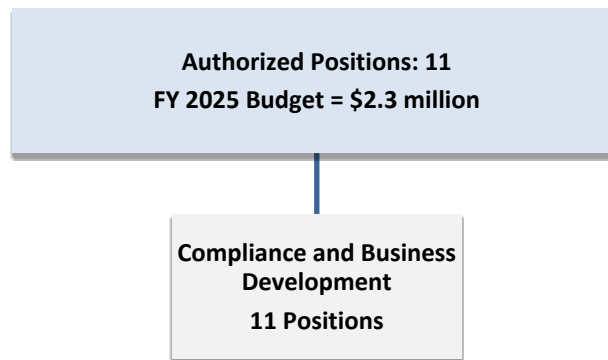 Authorized Positions: 11
FY 2025 Budget = $2.3 million
Compliance and Business
Development
11 Positions